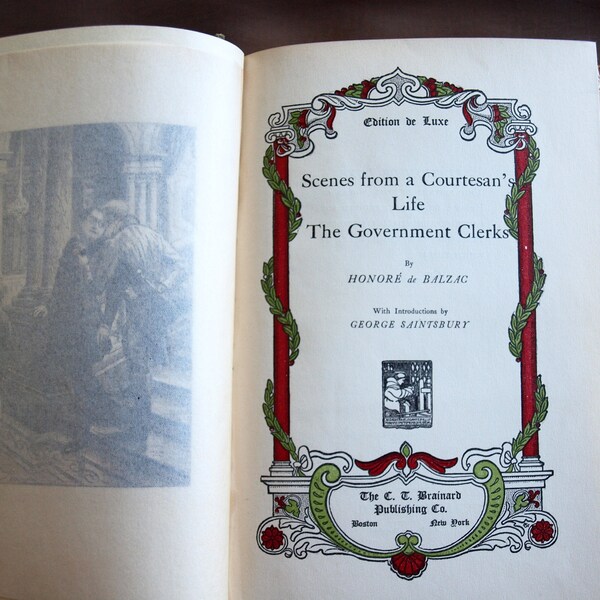 Edition de Luxe
Scenes from a Courtesan's
Life
The Government Clerks
By
HONORÉ de BALZAC
With Introductions by
GEORGE SAINTSBURY
The C. T. Brainard
Publishing Co.
Boston New York